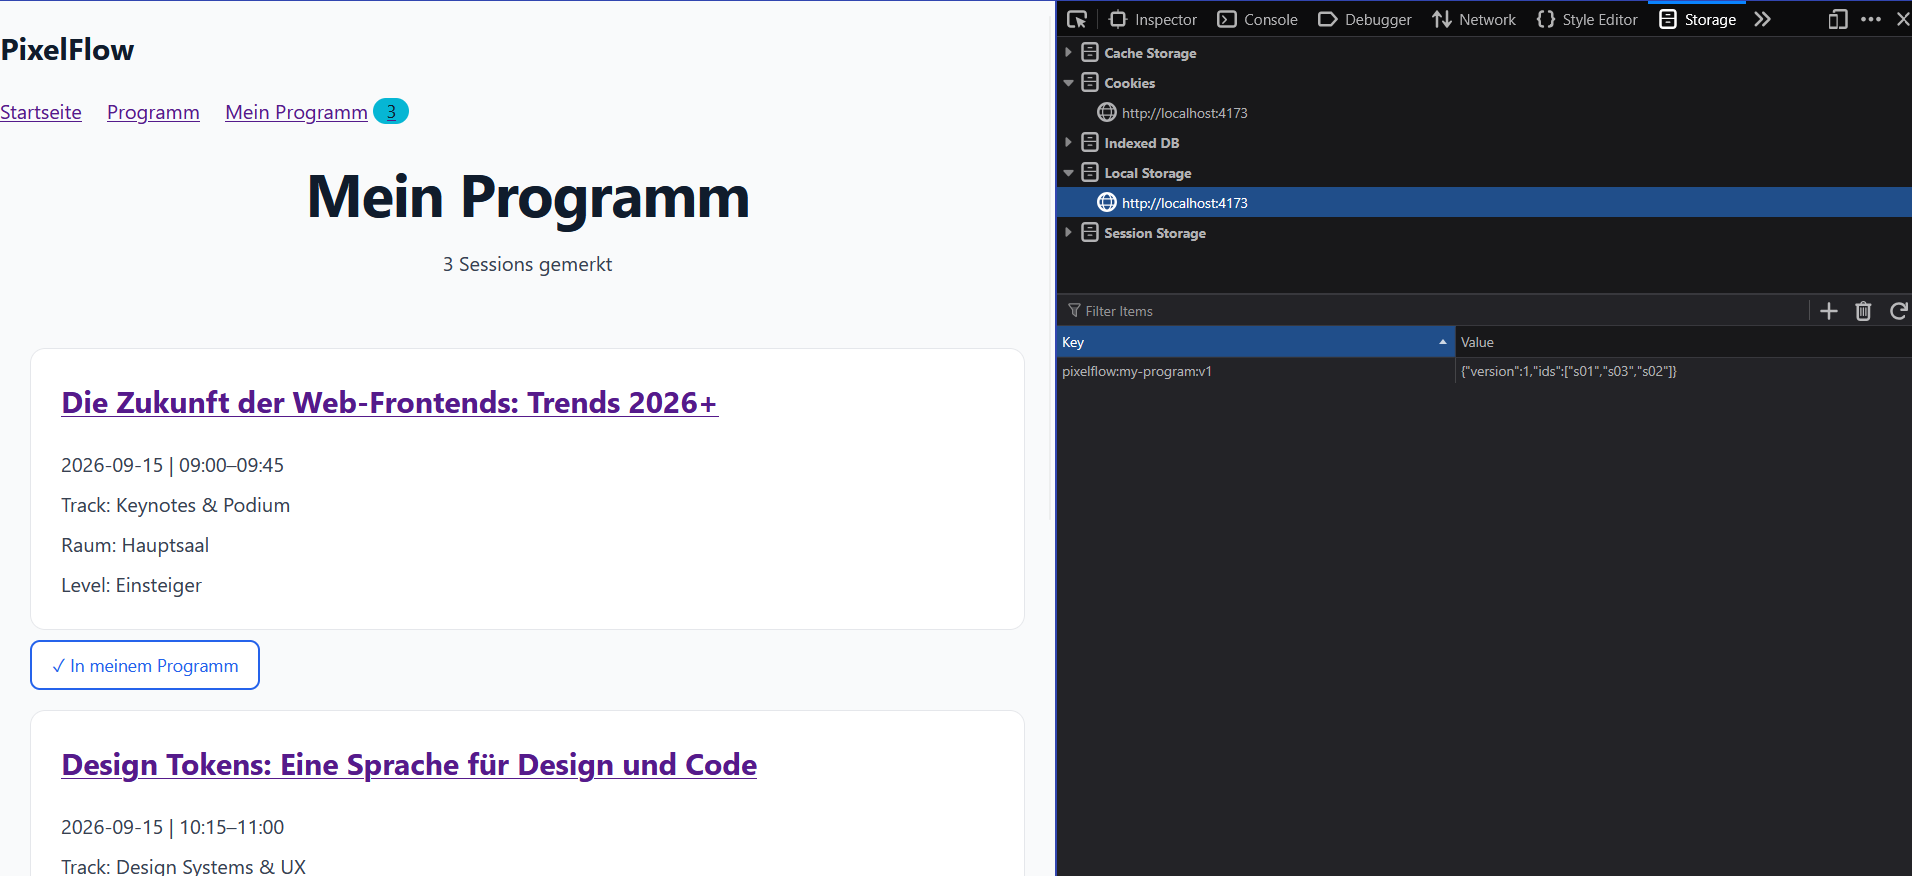 PixelFlow
Startseite Programm Mein Programm 3
Mein Programm
3 Sessions gemerkt
Die Zukunft der Web-Frontends: Trends 2026+
2026-09-15 | 09:00–09:45
Track: Keynotes & Podium
Raum: Hauptsaal
Level: Einsteiger
✓ In meinem Programm
Design Tokens: Eine Sprache für Design und Code
2026-09-15 | 10:15–11:00
Track: Design Systems & UX
Inspector Console Debugger Network Style Editor Storage
Cache Storage
Cookies
http://localhost:4173
Indexed DB
Local Storage
http://localhost:4173
Session Storage
Filter Items
Key Value
pixelflow:my-program:v1 {"version":1,"ids":["s01","s03","s02"]}